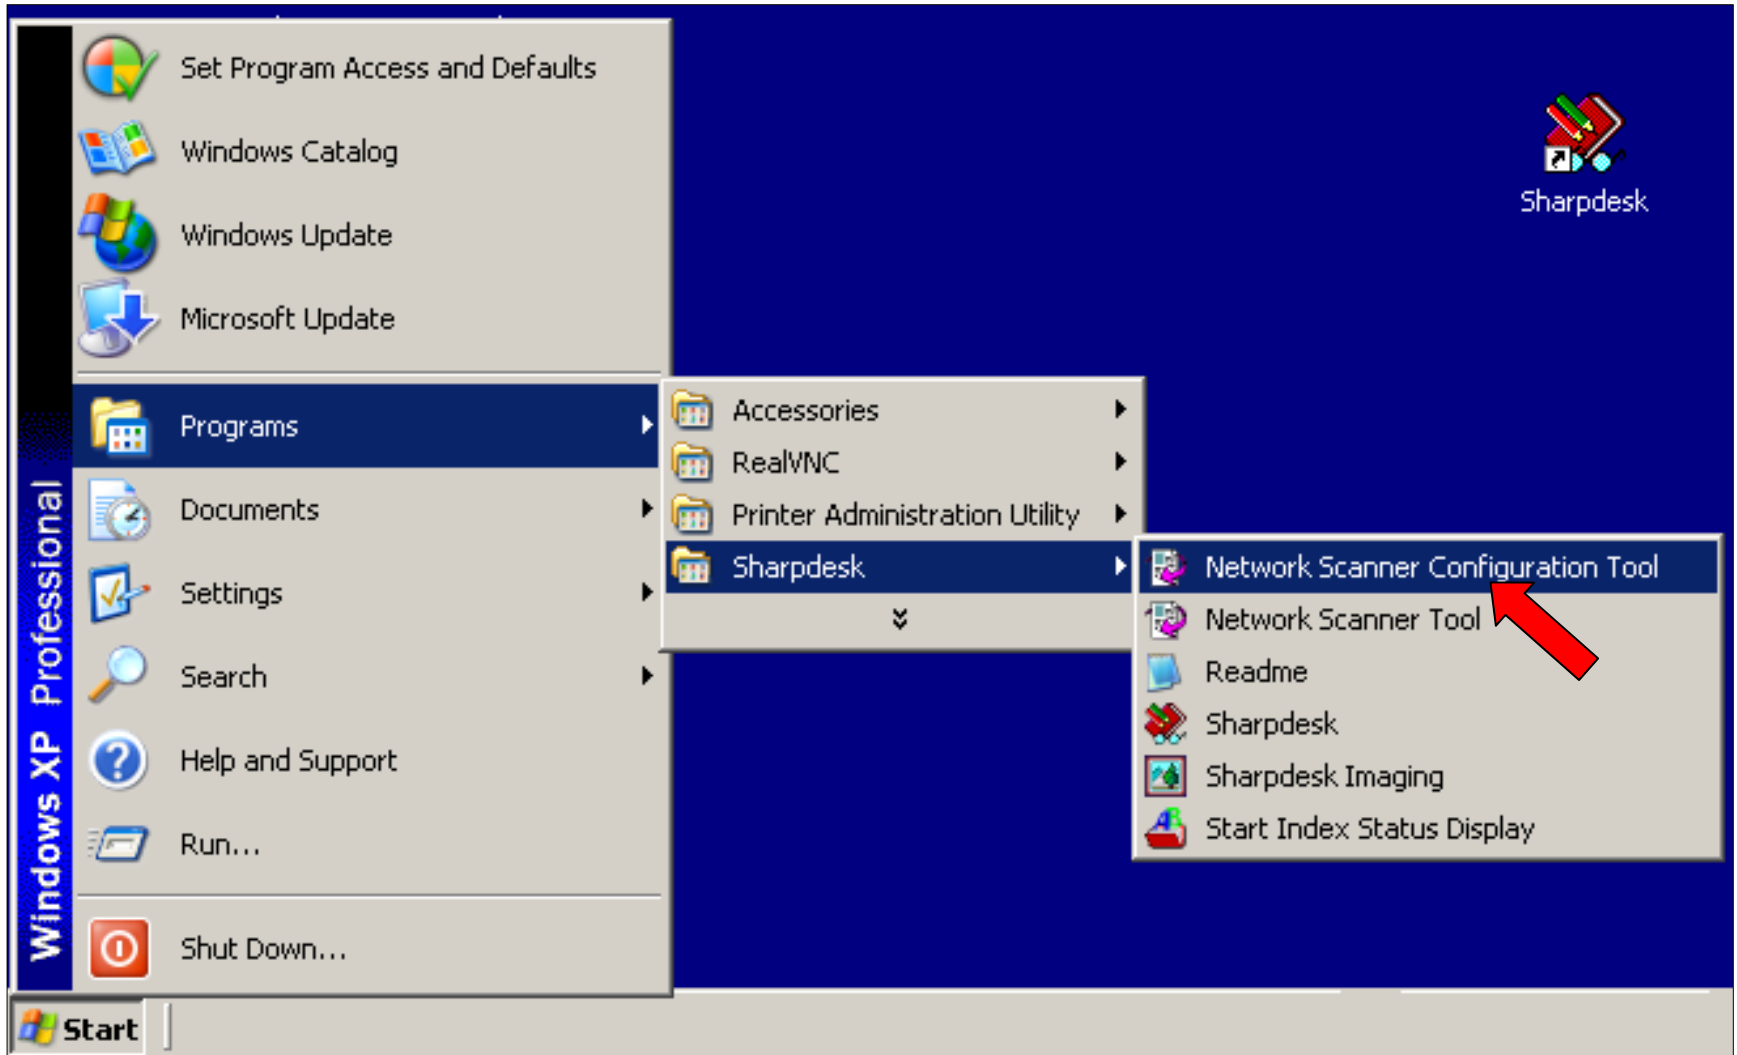 Set Program Access and Defaults
Windows Catalog
Windows Update
Microsoft Update
Programs
Documents
Settings
Search
Help and Support
Run...
Shut Down...
Windows XP Professional
Start
Accessories
RealVNC
Printer Administration Utility
Sharpdesk
Network Scanner Configuration Tool
Network Scanner Tool
Readme
Sharpdesk
Sharpdesk Imaging
Start Index Status Display
Sharpdesk